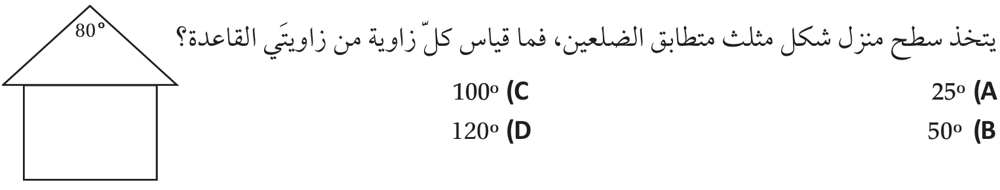 يتخذ سطح منزل شكل مثلث متطابق الضلعين، فما قياس كلّ زاوية من زاويتَي القاعدة؟
80°
25° (A
100° (C
50° (B
120° (D